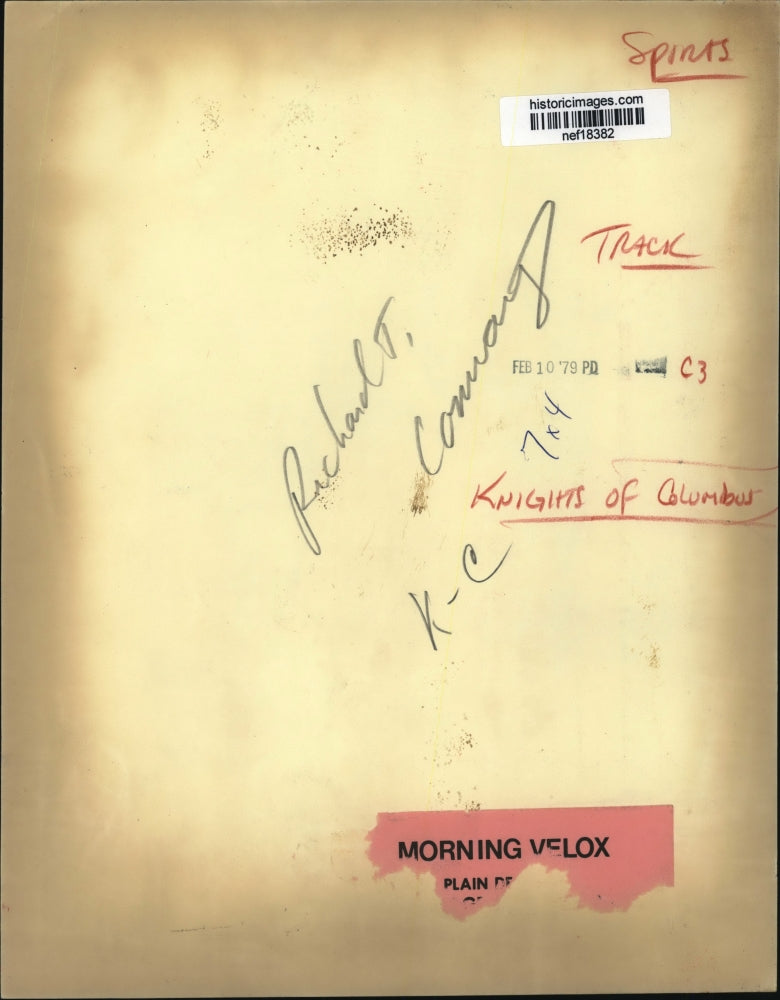 SPORTS
historicimages.com
nef18382
TRACK
FEB 10 '79 PD
C3
Richard T.
Conway
7x4
KNIGHTS OF COLUMBUS
K-C
MORNING VELOX
PLAIN DE